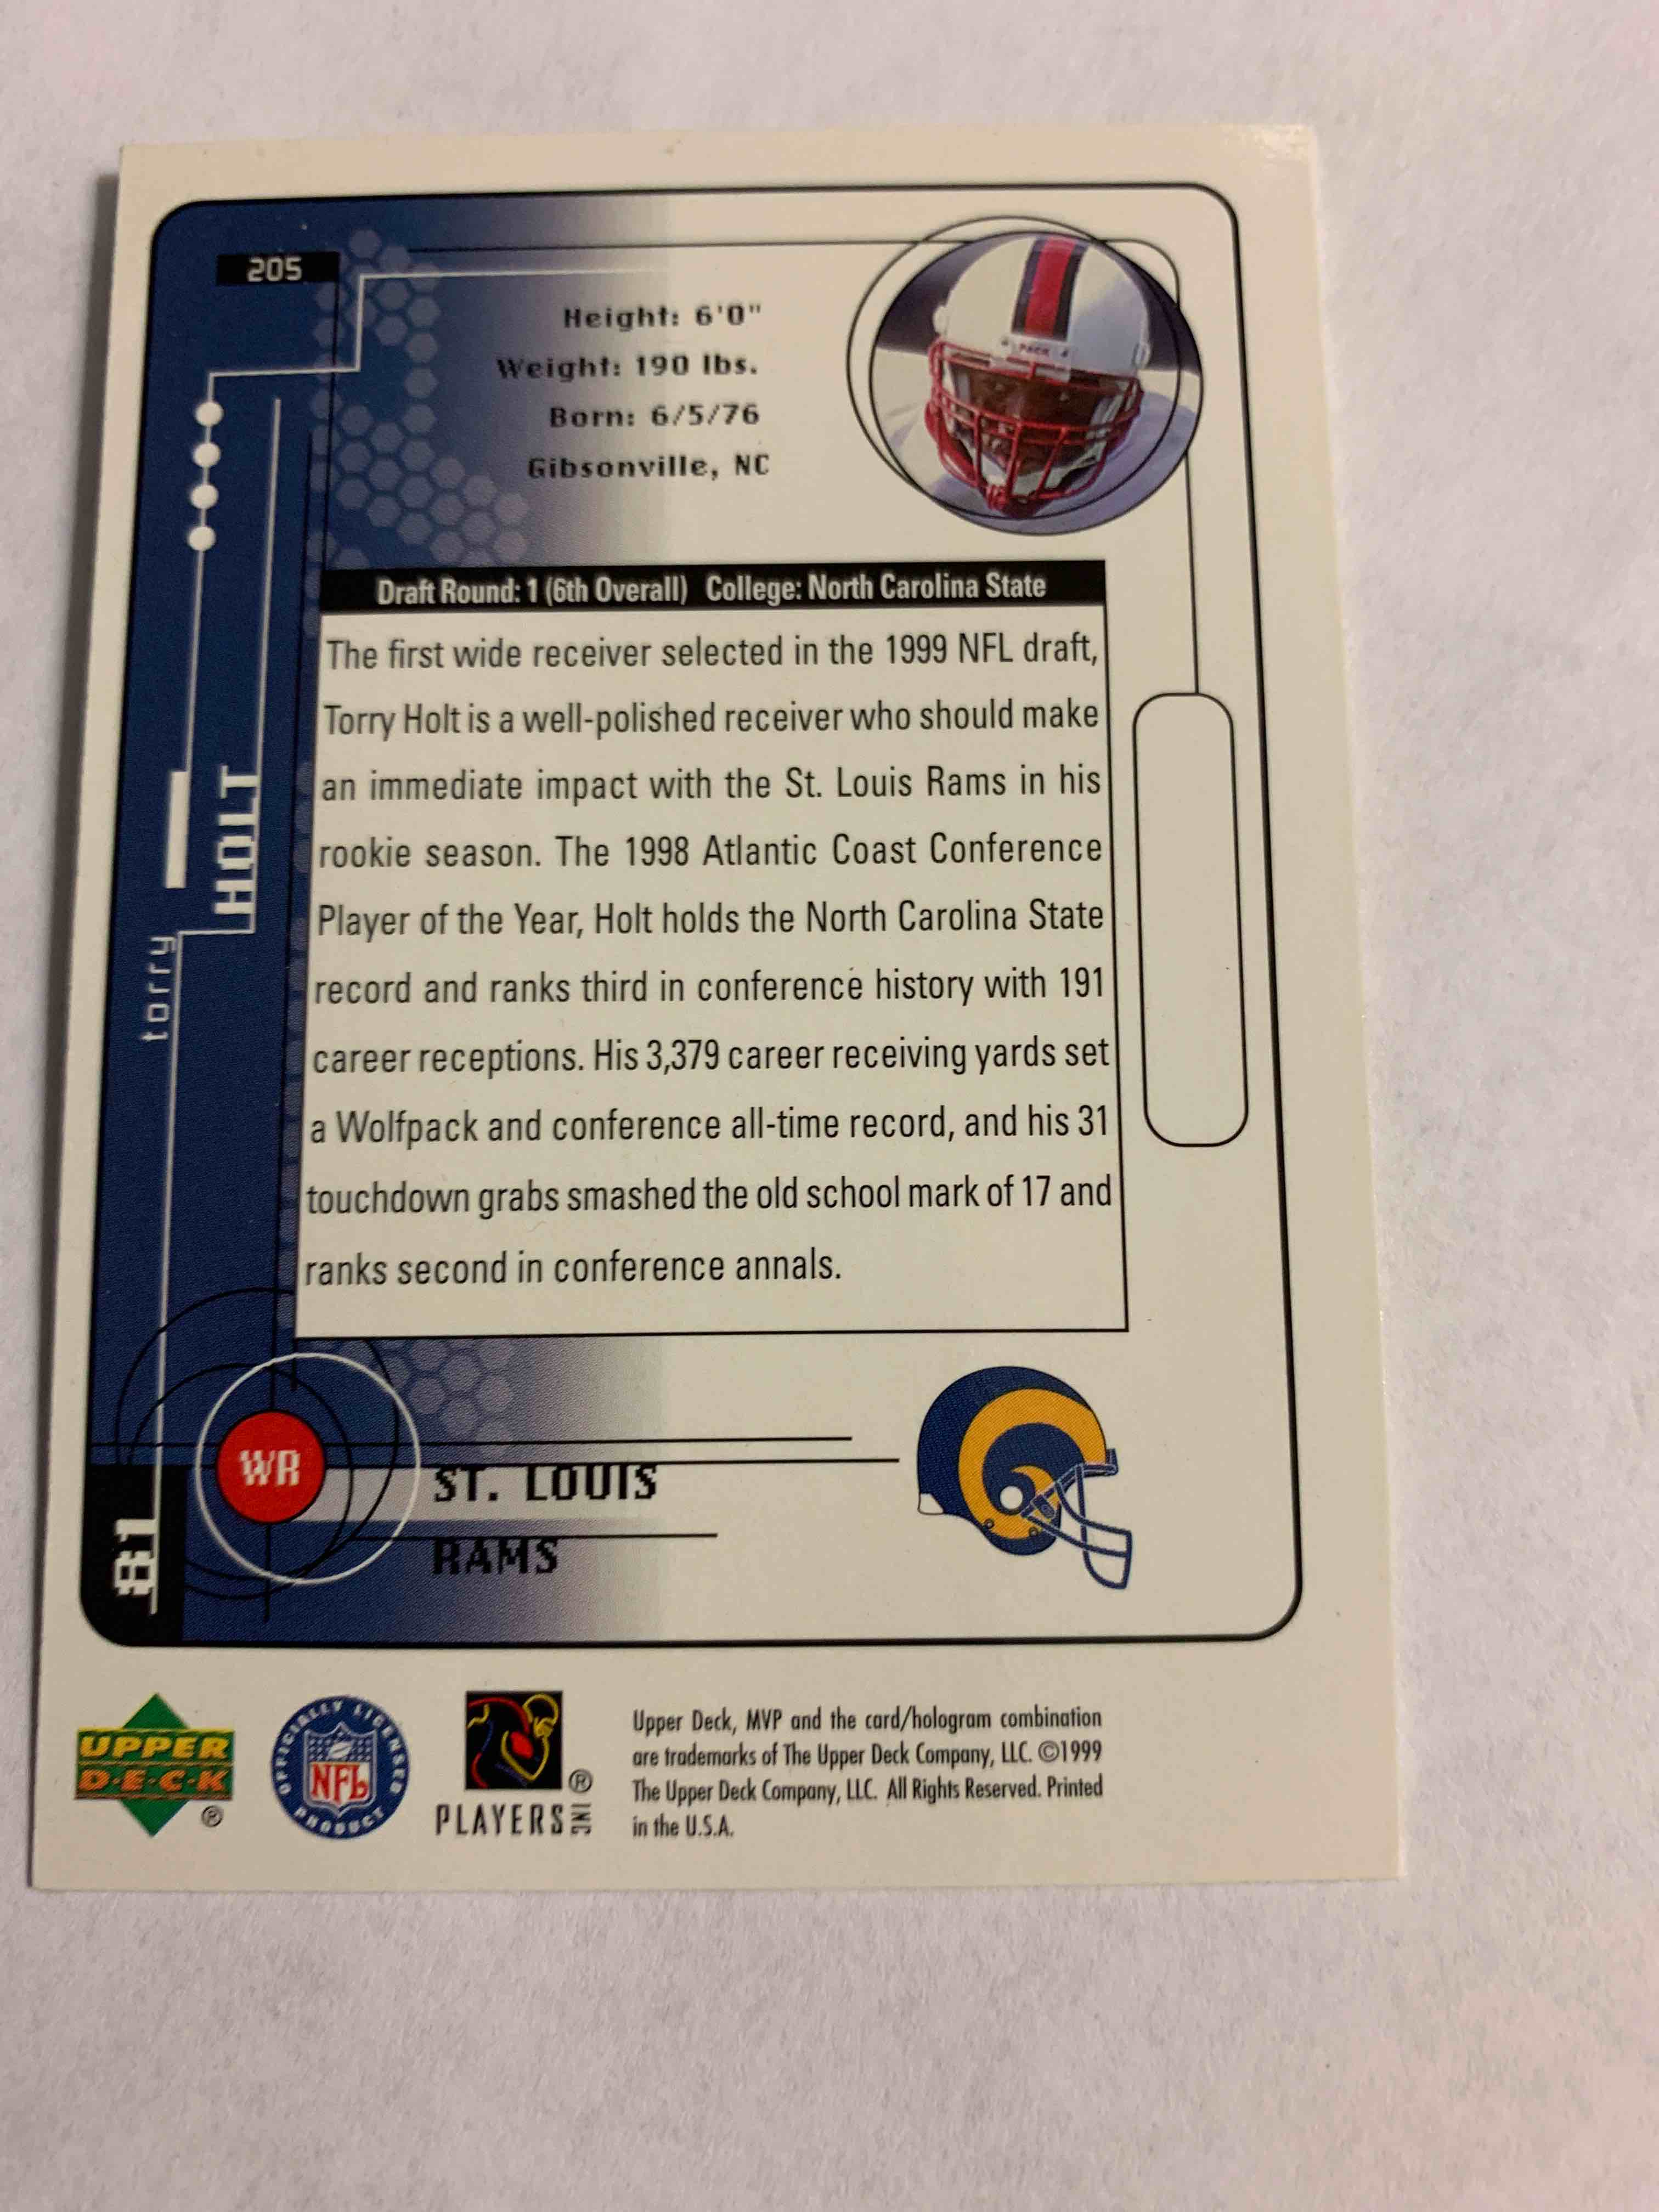 205
Height: 6'0"
Weight: 190 lbs.
Born: 6/5/76
Gibsonville, NC
PACK
torry
HOLT
Draft Round: 1 (6th Overall) College: North Carolina State
The first wide receiver selected in the 1999 NFL draft,
Torry Holt is a well-polished receiver who should make
an immediate impact with the St. Louis Rams in his
rookie season. The 1998 Atlantic Coast Conference
Player of the Year, Holt holds the North Carolina State
record and ranks third in conference history with 191
career receptions. His 3,379 career receiving yards set
a Wolfpack and conference all-time record, and his 31
touchdown grabs smashed the old school mark of 17 and
ranks second in conference annals.
WR
ST. LOUIS
RAMS
81
UPPER
D·E·C·K
®
OFFICIALLY LICENSED
NFL
PRODUCT
®
PLAYERS INC
Upper Deck, MVP and the card/hologram combination
are trademarks of The Upper Deck Company, LLC. ©1999
The Upper Deck Company, LLC. All Rights Reserved. Printed
in the U.S.A.